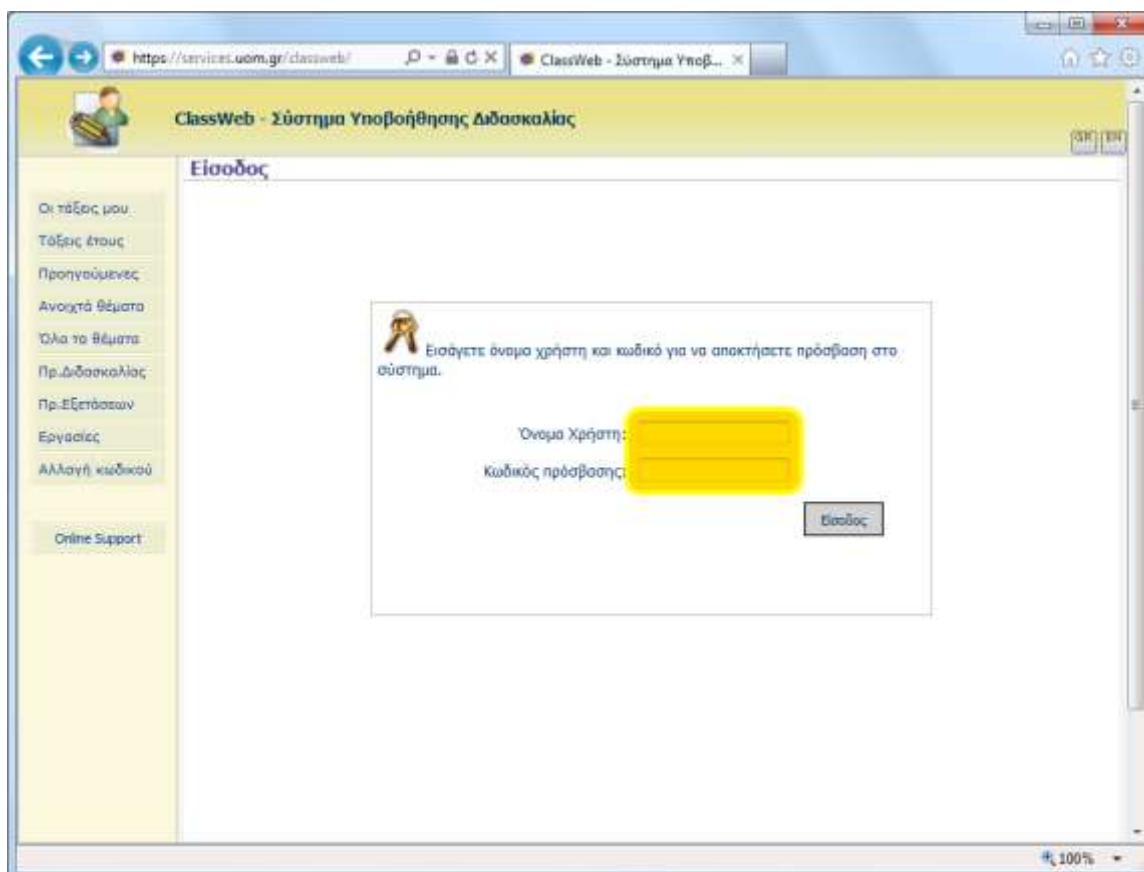 https://services.uom.gr/classweb/
ClassWeb - Σύστημα Υποβ...
ClassWeb - Σύστημα Υποβοήθησης Διδασκαλίας
GR EN
Είσοδος
Οι τάξεις μου
Τάξεις έτους
Προηγούμενες
Ανοιχτά θέματα
Όλα τα θέματα
Πρ.Διδασκαλίας
Πρ.Εξετάσεων
Εργασίες
Αλλαγή κωδικού
Online Support
Εισάγετε όνομα χρήστη και κωδικό για να αποκτήσετε πρόσβαση στο
σύστημα.
Όνομα Χρήστη:
Κωδικός πρόσβασης:
Είσοδος
100%